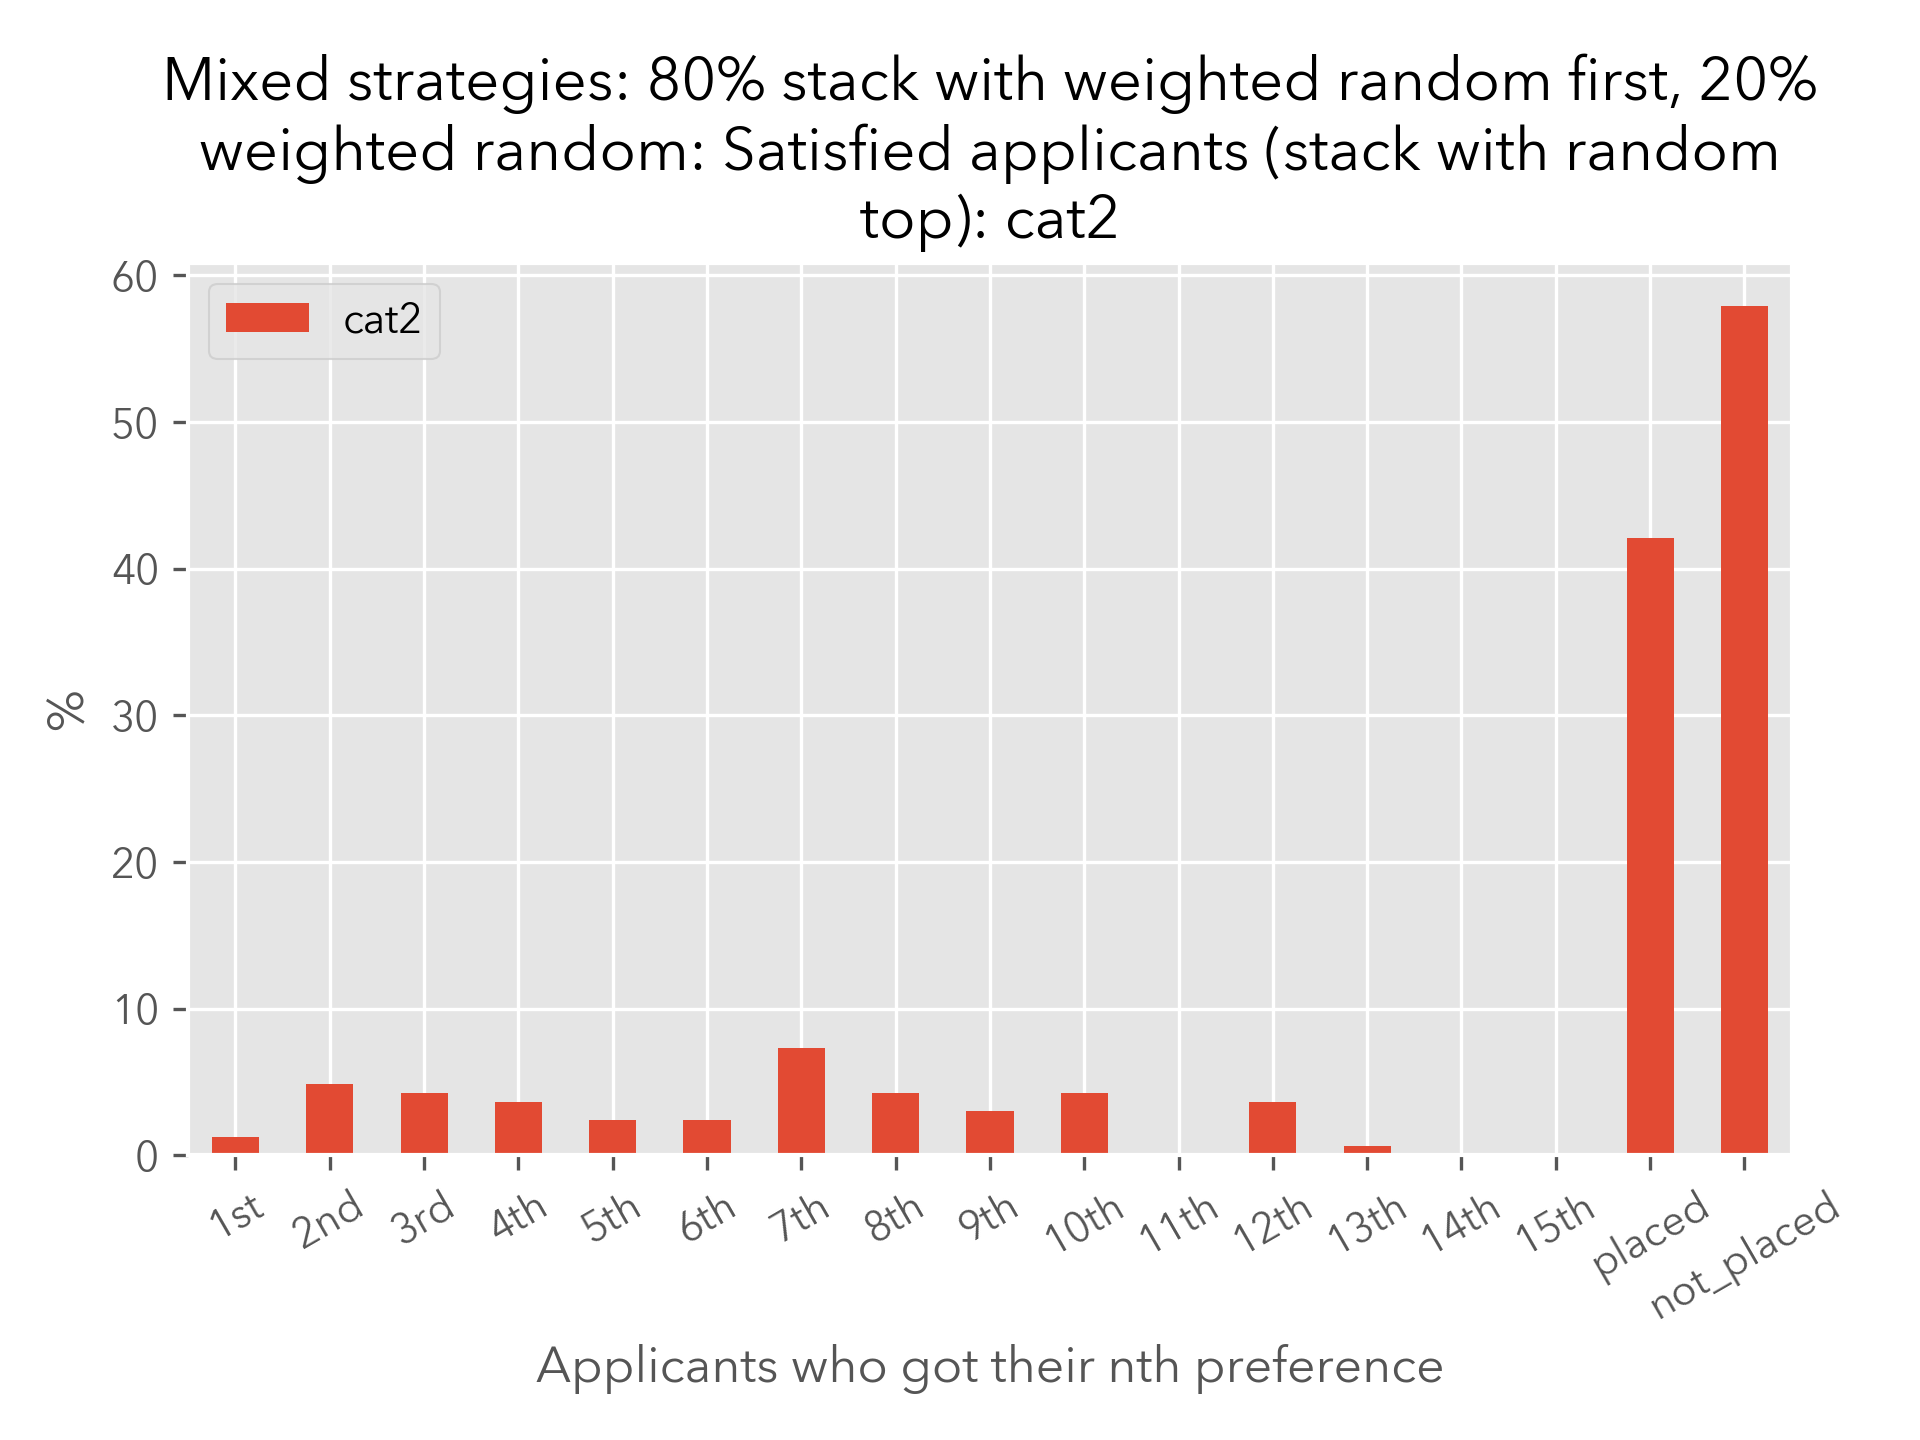 Mixed strategies: 80% stack with weighted random first, 20%
weighted random: Satisfied applicants (stack with random
top): cat2
cat2
60
50
40
30
20
10
0
%
1st
2nd
3rd
4th
5th
6th
7th
8th
9th
10th
11th
12th
13th
14th
15th
placed
not_placed
Applicants who got their nth preference